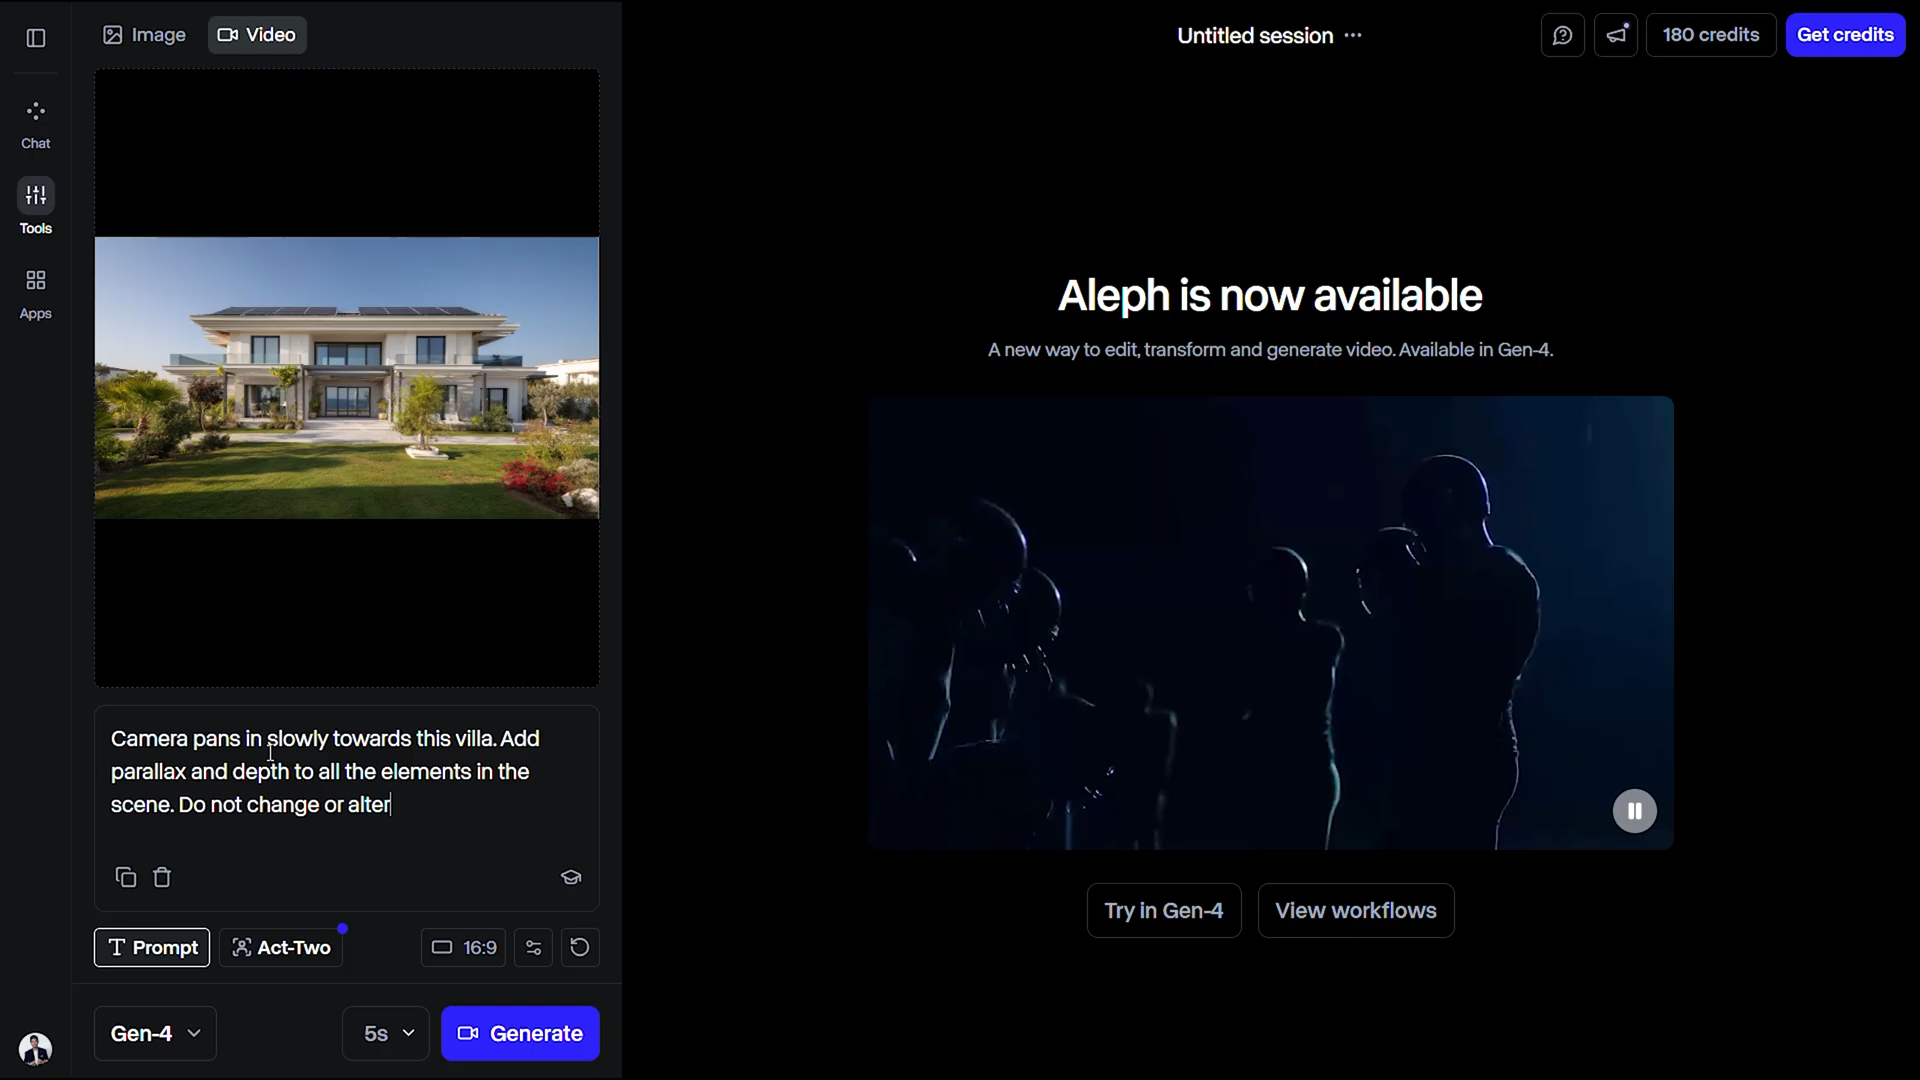 Image
Video
Untitled session
180 credits
Get credits
Chat
Tools
Apps
Aleph is now available
A new way to edit, transform and generate video. Available in Gen-4.
Camera pans in slowly towards this villa. Add
parallax and depth to all the elements in the
scene. Do not change or alter
Try in Gen-4
View workflows
Prompt
Act-Two
16:9
Gen-4
5s
Generate